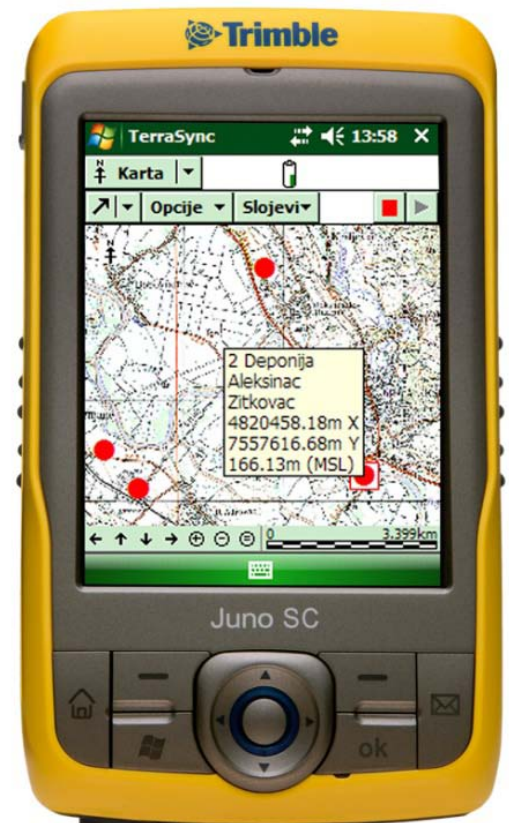 Trimble
TerraSync 13:58
Karta
Opcije Slojevi
2 Deponija
Aleksinac
Zitkovac
4820458.18m X
7557616.68m Y
166.13m (MSL)
0 3.399km
Juno SC
ok